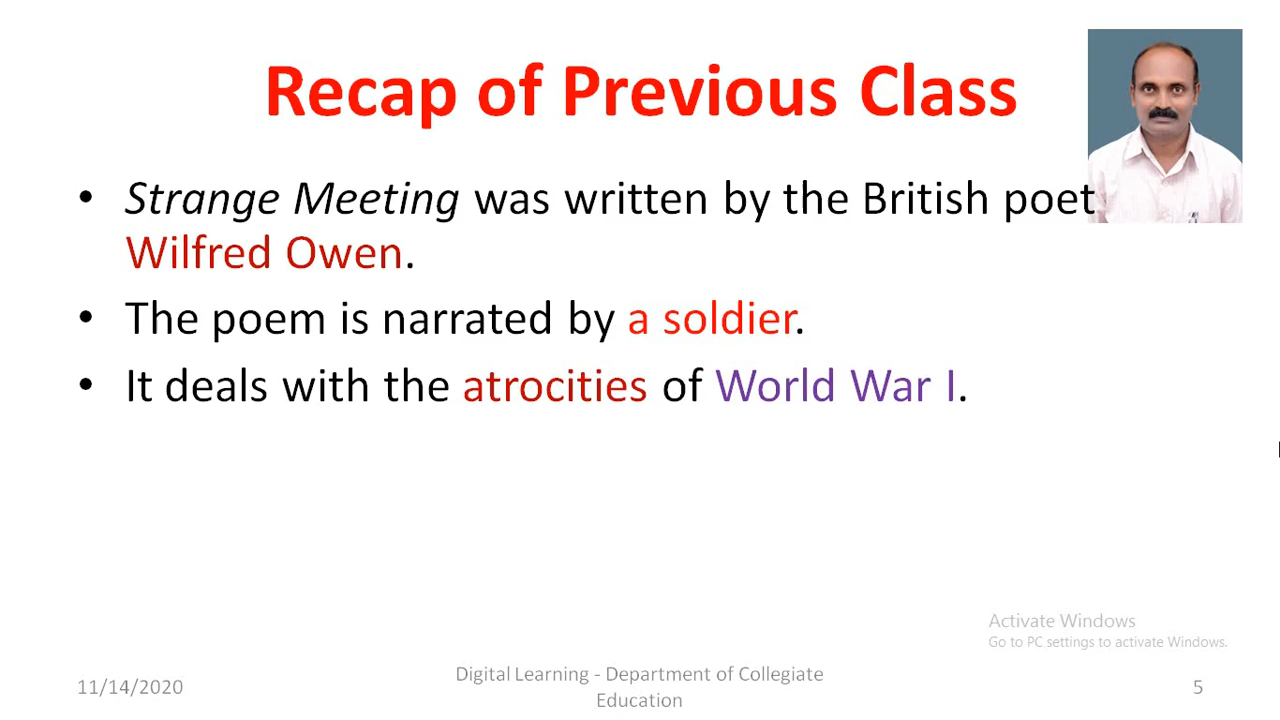 Recap of Previous Class
• Strange Meeting was written by the British poet
Wilfred Owen.
• The poem is narrated by a soldier.
• It deals with the atrocities of World War I.
Activate Windows
Go to PC settings to activate Windows.
11/14/2020
Digital Learning - Department of Collegiate
Education
5